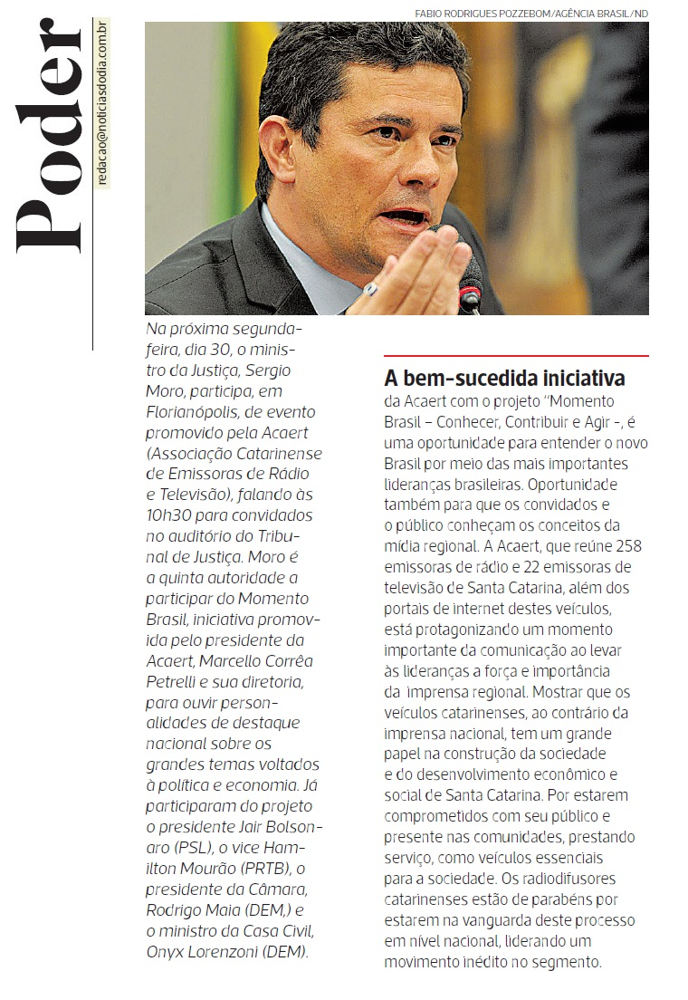 Poder
redacao@noticiasdodia.com.br
FABIO RODRIGUES POZZEBOM/AGÊNCIA BRASIL/ND
Na próxima segunda-
feira, dia 30, o minis-
tro da Justiça, Sergio
Moro, participa, em
Florianópolis, de evento
promovido pela Acaert
(Associação Catarinense
de Emissoras de Rádio
e Televisão), falando às
10h30 para convidados
no auditório do Tribu-
nal de Justiça. Moro é
a quinta autoridade a
participar do Momento
Brasil, iniciativa promov-
ida pelo presidente da
Acaert, Marcello Corrêa
Petrelli e sua diretoria,
para ouvir person-
alidades de destaque
nacional sobre os
grandes temas voltados
à política e economia. Já
participaram do projeto
o presidente Jair Bolson-
aro (PSL), o vice Ham-
ilton Mourão (PRTB), o
presidente da Câmara,
Rodrigo Maia (DEM,) e
o ministro da Casa Civil,
Onyx Lorenzoni (DEM).
A bem-sucedida iniciativa
da Acaert com o projeto “Momento
Brasil – Conhecer, Contribuir e Agir -, é
uma oportunidade para entender o novo
Brasil por meio das mais importantes
lideranças brasileiras. Oportunidade
também para que os convidados e
o público conheçam os conceitos da
mídia regional. A Acaert, que reúne 258
emissoras de rádio e 22 emissoras de
televisão de Santa Catarina, além dos
portais de internet destes veículos,
está protagonizando um momento
importante da comunicação ao levar
às lideranças a força e importância
da imprensa regional. Mostrar que os
veículos catarinenses, ao contrário da
imprensa nacional, tem um grande
papel na construção da sociedade
e do desenvolvimento econômico e
social de Santa Catarina. Por estarem
comprometidos com seu público e
presente nas comunidades, prestando
serviço, como veículos essenciais
para a sociedade. Os radiodifusores
catarinenses estão de parabéns por
estarem na vanguarda deste processo
em nível nacional, liderando um
movimento inédito no segmento.